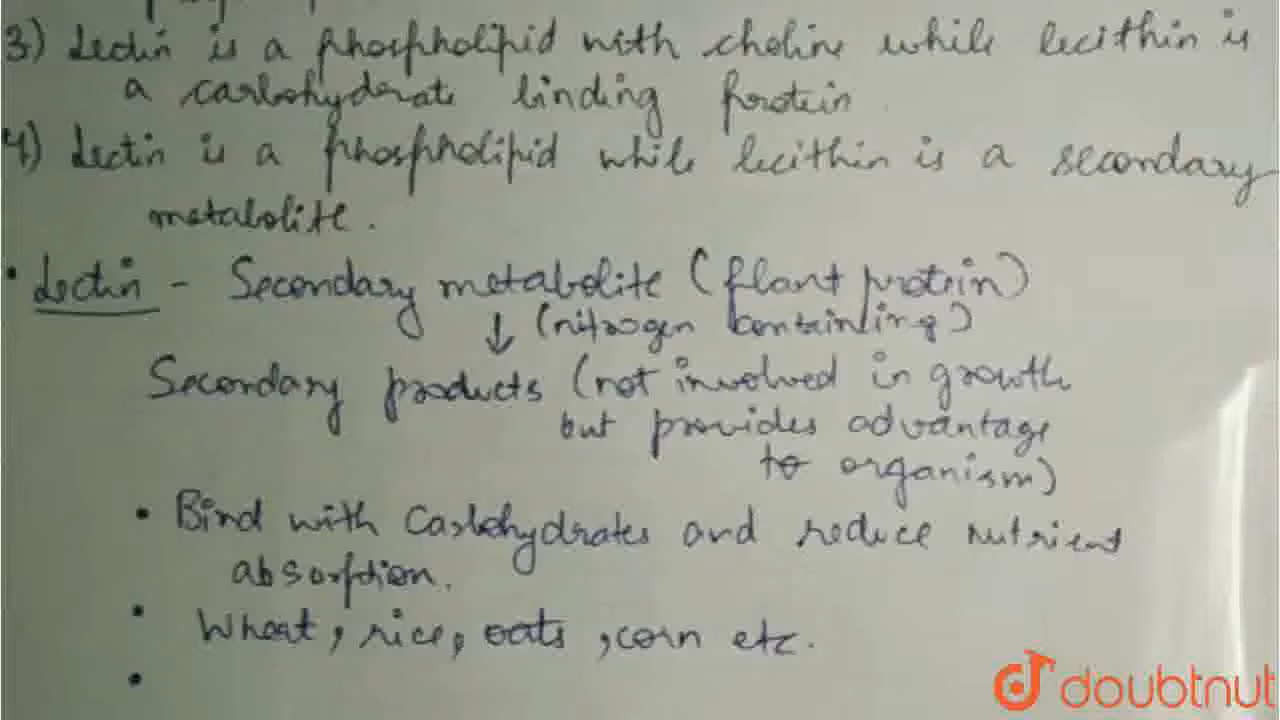 3) Lectin is a phospholipid with choline while lecithin is
a carbohydrate binding protein.
4) Lectin is a phospholipid while lecithin is a secondary
metabolite.
• Lectin - Secondary metabolite (plant protein)
↓ (nitrogen containing)
Secondary products (not involved in growth
but provides advantage
to organism)
• Bind with Carbohydrates and reduce nutrient
absorption.
• Wheat, rice, oats, corn etc.
•
doubtnut